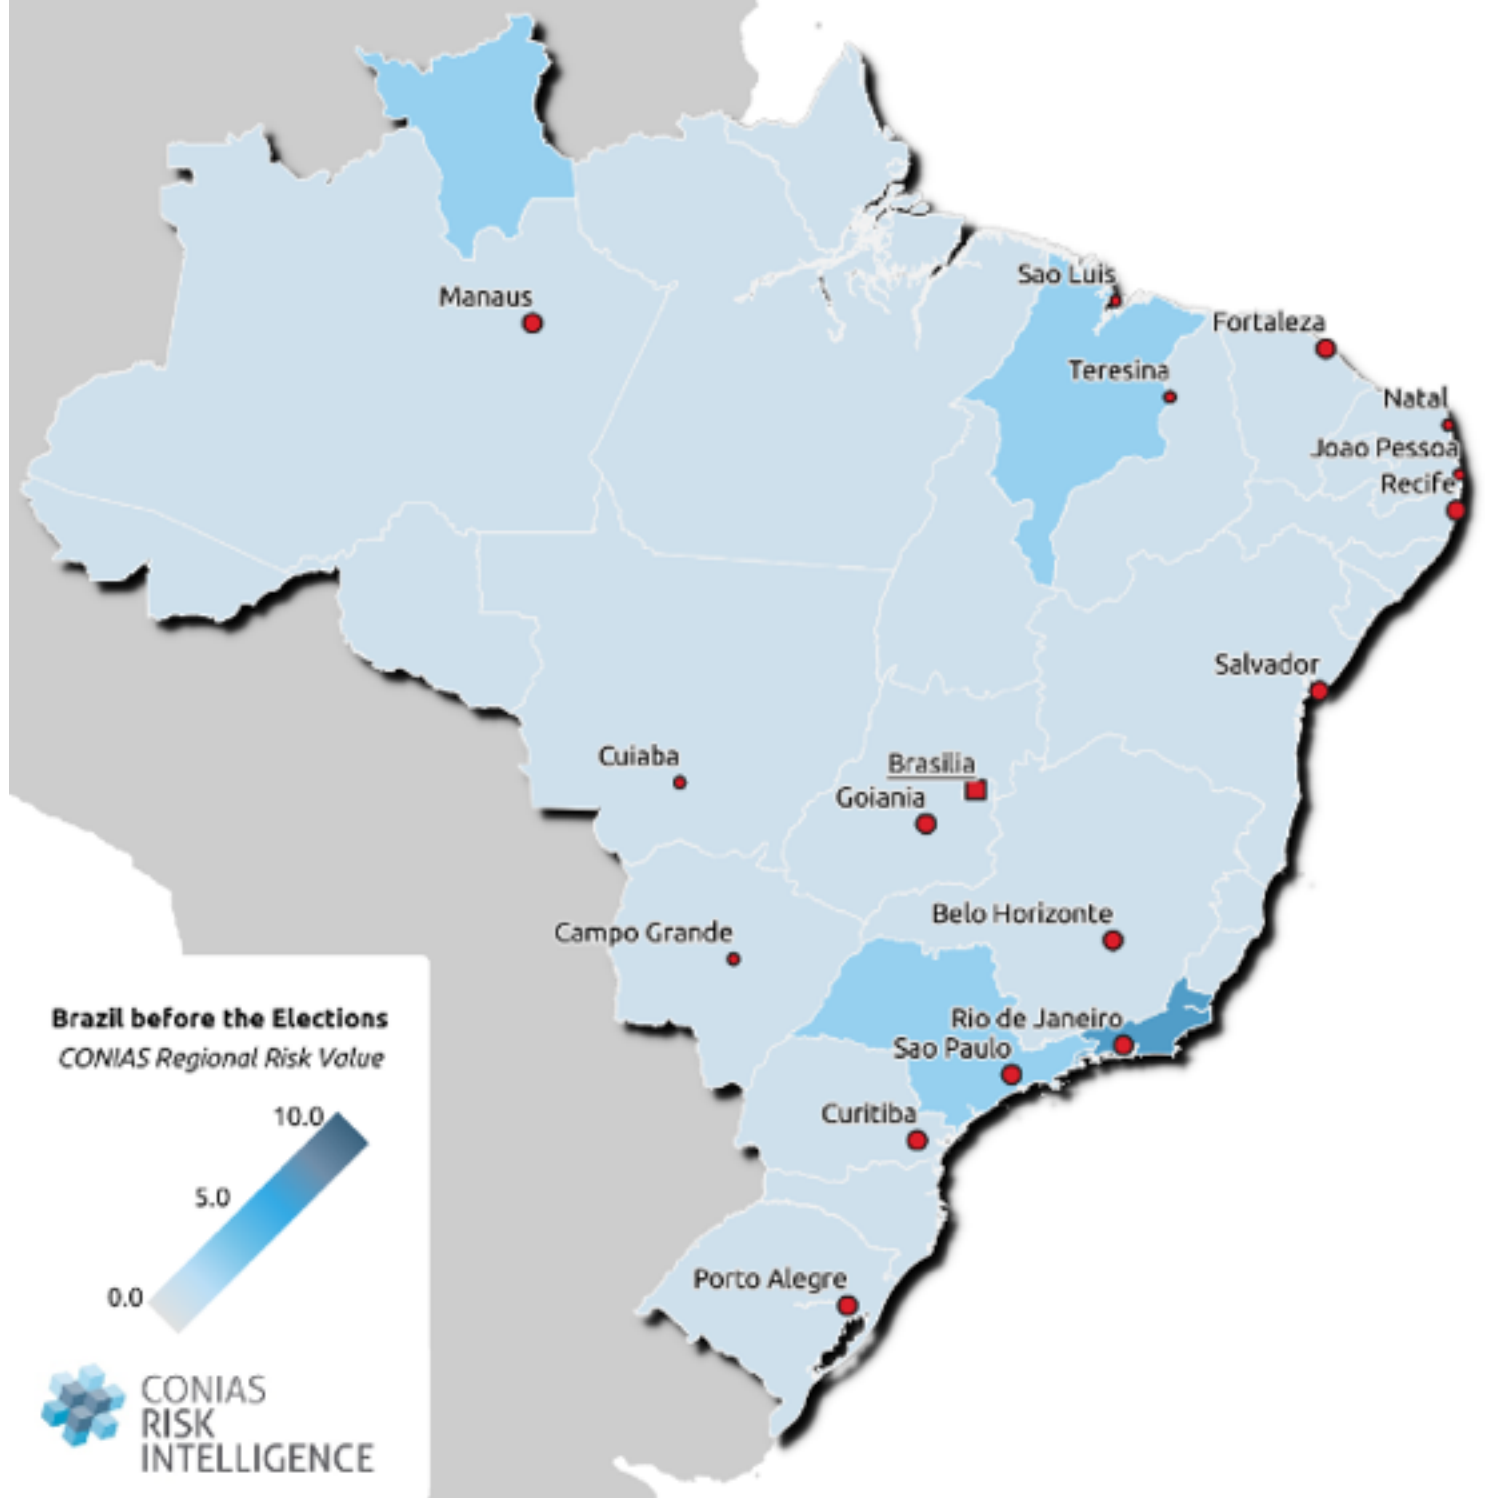 Sao Luis
Manaus
Fortaleza
Teresina
Natal
Joao Pessoa
Recife
Salvador
Cuiaba
Brasilia
Goiania
Belo Horizonte
Campo Grande
Rio de Janeiro
Sao Paulo
Curitiba
Porto Alegre
Brazil before the Elections
CONIAS Regional Risk Value
10.0
5.0
0.0
CONIAS
RISK
INTELLIGENCE